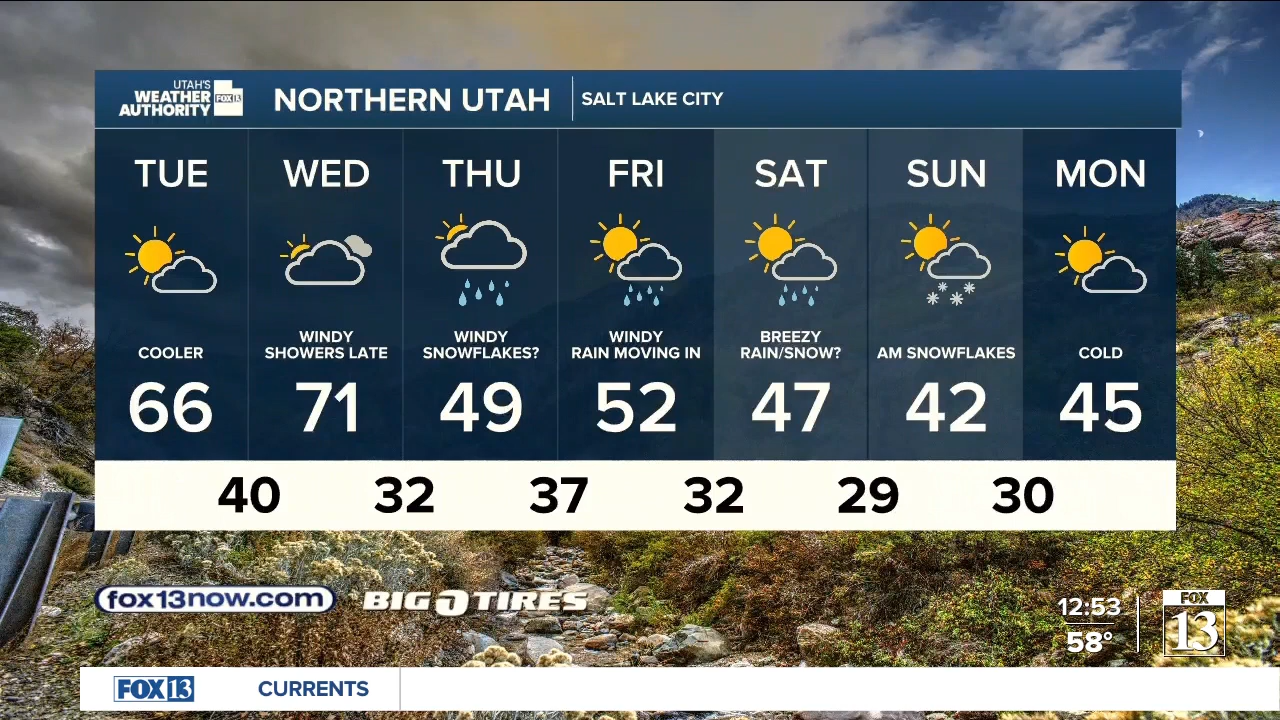 UTAH'S
WEATHER
AUTHORITY
FOX 13
NORTHERN UTAH
SALT LAKE CITY
TUE
WED
THU
FRI
SAT
SUN
MON
COOLER
WINDY
SHOWERS LATE
WINDY
SNOWFLAKES?
WINDY
RAIN MOVING IN
BREEZY
RAIN/SNOW?
AM SNOWFLAKES
COLD
66
71
49
52
47
42
45
40
32
37
32
29
30
fox13now.com
BIG O TIRES
12:53
58°
FOX
13
FOX 13
CURRENTS